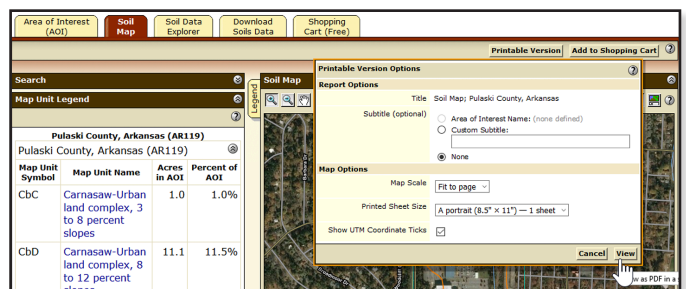 Area of Interest
(AOI)
Soil
Map
Soil Data
Explorer
Download
Soils Data
Shopping
Cart (Free)
Printable Version
Add to Shopping Cart
Search
Map Unit Legend
Pulaski County, Arkansas (AR119)
Pulaski County, Arkansas (AR119)
Map Unit
Symbol
Map Unit Name
Acres
in AOI
Percent of
AOI
CbC
Carnasaw-Urban
land complex, 3
to 8 percent
slopes
1.0
1.0%
CbD
Carnasaw-Urban
land complex, 8
to 12 percent
slopes
11.1
11.5%
Legend
Soil Map
Printable Version Options
Report Options
Title Soil Map; Pulaski County, Arkansas
Subtitle (optional)
Area of Interest Name: (none defined)
Custom Subtitle:
None
Map Options
Map Scale
Fit to page
Printed Sheet Size
A portrait (8.5" × 11") — 1 sheet
Show UTM Coordinate Ticks
Cancel
View
w as PDF in a